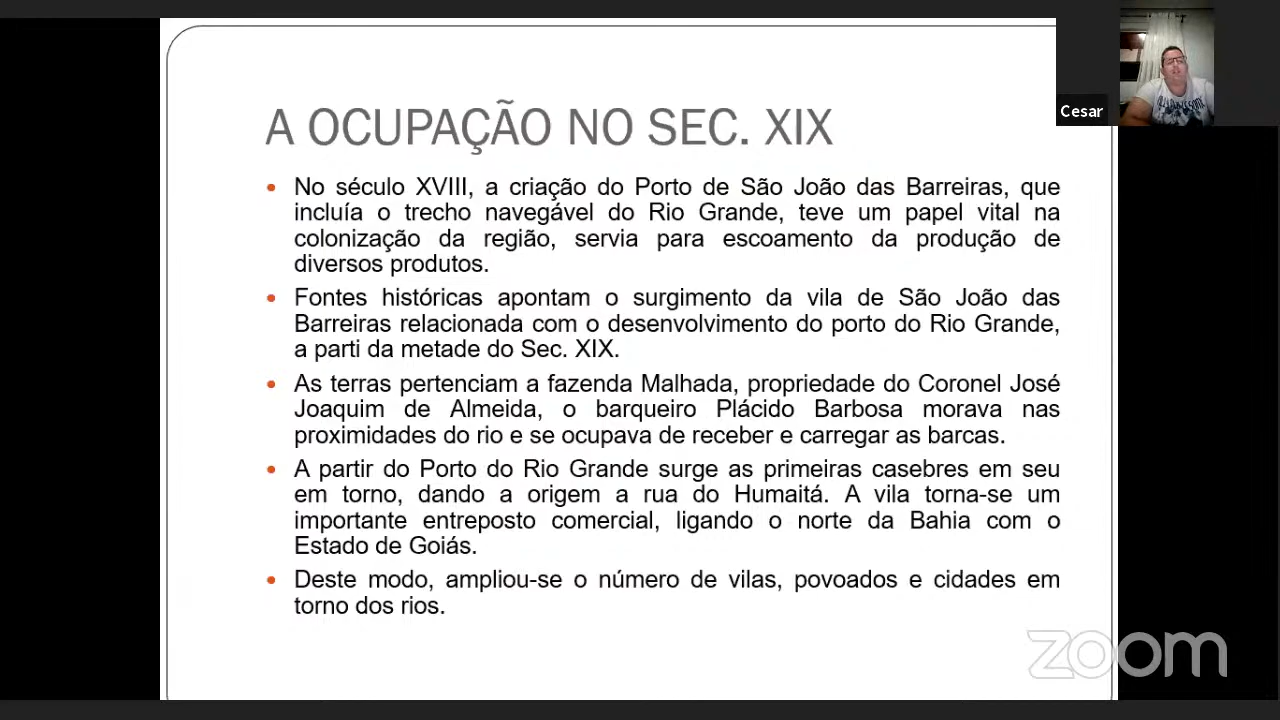 A OCUPAÇÃO NO SEC. XIX
Cesar
No século XVIII, a criação do Porto de São João das Barreiras, que
incluía o trecho navegável do Rio Grande, teve um papel vital na
colonização da região, servia para escoamento da produção de
diversos produtos.
Fontes históricas apontam o surgimento da vila de São João das
Barreiras relacionada com o desenvolvimento do porto do Rio Grande,
a parti da metade do Sec. XIX.
As terras pertenciam a fazenda Malhada, propriedade do Coronel José
Joaquim de Almeida, o barqueiro Plácido Barbosa morava nas
proximidades do rio e se ocupava de receber e carregar as barcas.
A partir do Porto do Rio Grande surge as primeiras casebres em seu
em torno, dando a origem a rua do Humaitá. A vila torna-se um
importante entreposto comercial, ligando o norte da Bahia com o
Estado de Goiás.
Deste modo, ampliou-se o número de vilas, povoados e cidades em
torno dos rios.
zoom